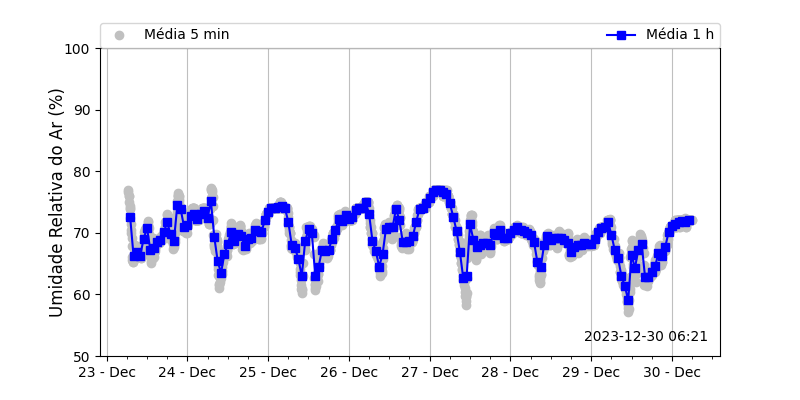 Média 5 min
Média 1 h
Umidade Relativa do Ar (%)
100
90
80
70
60
50
2023-12-30 06:21
23 - Dec
24 - Dec
25 - Dec
26 - Dec
27 - Dec
28 - Dec
29 - Dec
30 - Dec